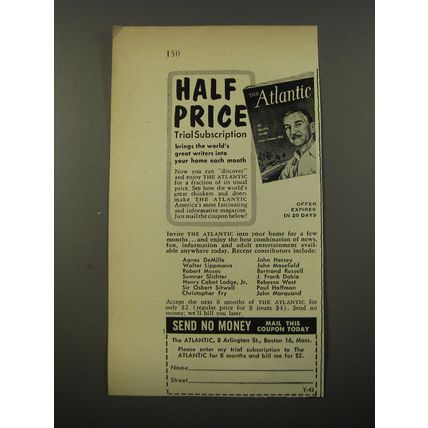 150
HALF
PRICE
Trial Subscription
brings the world's
great writers into
your home each month
Now you can "discover"
and enjoy THE ATLANTIC
for a fraction of its usual
price. See how the world's
great thinkers and doers
make THE ATLANTIC
America's most fascinating
and informative magazine.
Just mail the coupon below!
THE Atlantic
OFFER
EXPIRES
IN 20 DAYS
Invite THE ATLANTIC into your home for a few
months . . . and enjoy the best combination of news,
fun, information and adult entertainment avail-
able anywhere today. Recent contributors include:
Agnes DeMille
Walter Lippmann
Robert Moses
Sumner Slichter
Henry Cabot Lodge, Jr.
Sir Osbert Sitwell
Christopher Fry
John Hersey
John Masefield
Bertrand Russell
J. Frank Dobie
Rebecca West
Paul Hoffman
John Marquand
Accept the next 8 months of THE ATLANTIC for
only $2 (regular price for 8 issues $4). Send no
money; we'll bill you later.
SEND NO MONEY MAIL THIS
COUPON TODAY
The ATLANTIC, 8 Arlington St., Boston 16, Mass.
Please enter my trial subscription to The
ATLANTIC for 8 months and bill me for $2.
Name
Street